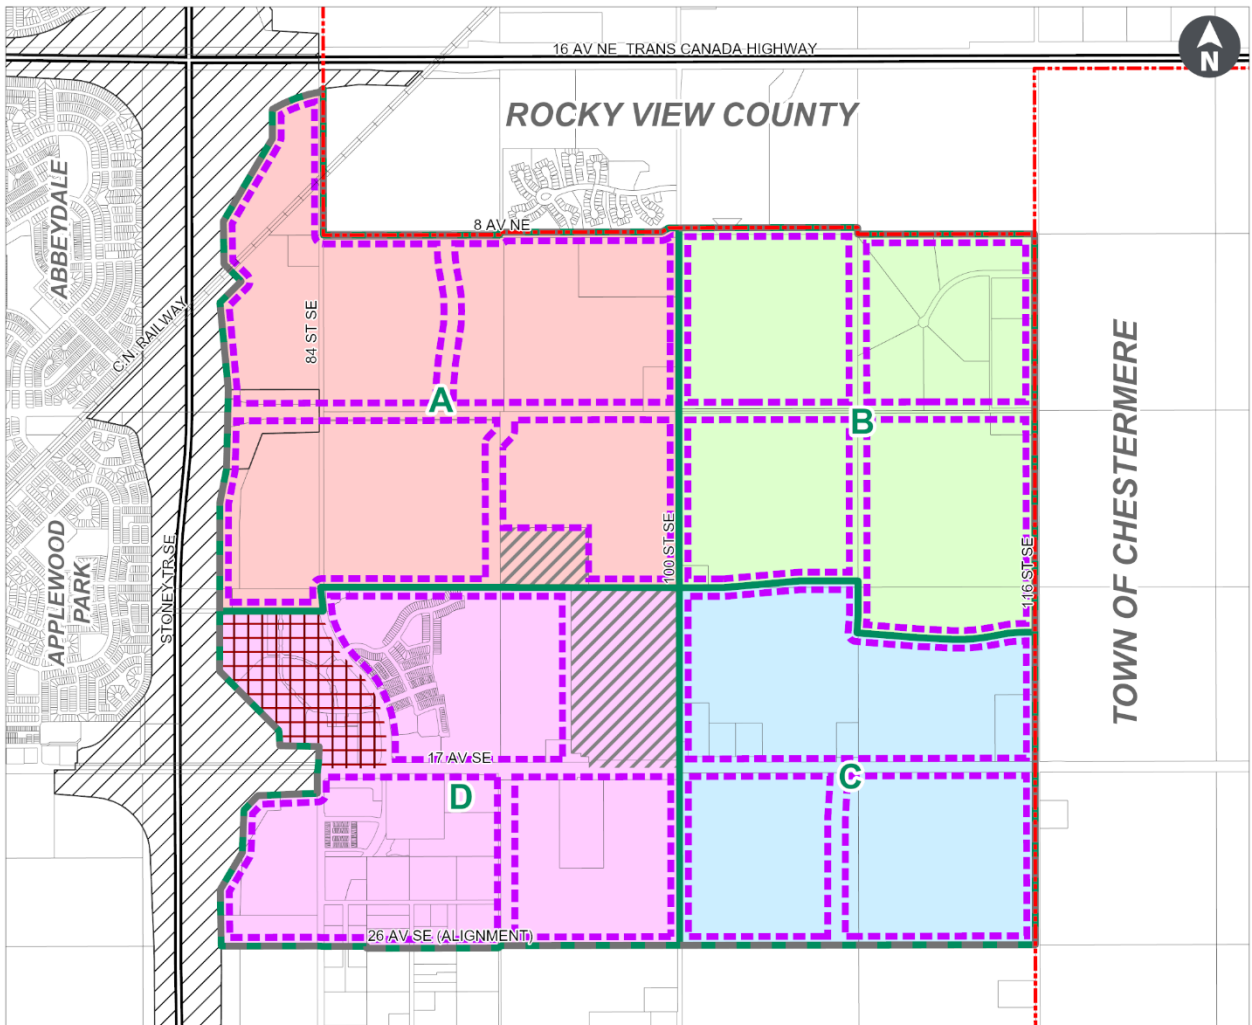 16 AV NE TRANS CANADA HIGHWAY
N
ROCKY VIEW COUNTY
ABBEYDALE
8 AV NE
C.N. RAILWAY
84 ST SE
A
B
TOWN OF CHESTERMERE
100 ST SE
116 ST SE
APPLEWOOD
PARK
STONEY TR SE
17 AV SE
C
D
26 AV SE (ALIGNMENT)